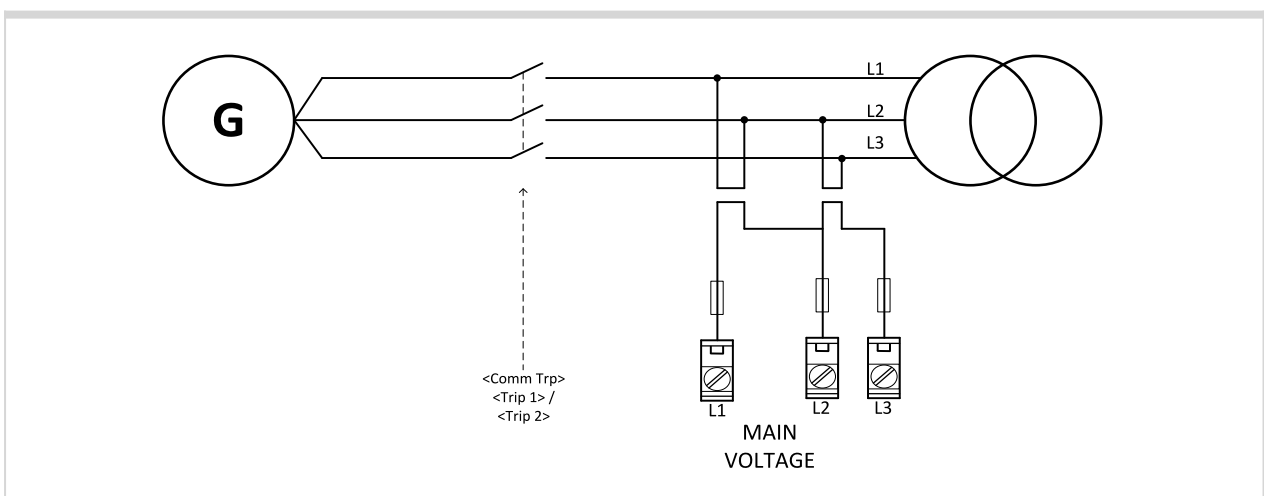 G
L1
L2
L3
<Comm Trp>
<Trip 1> /
<Trip 2>
L1
L2
L3
MAIN
VOLTAGE